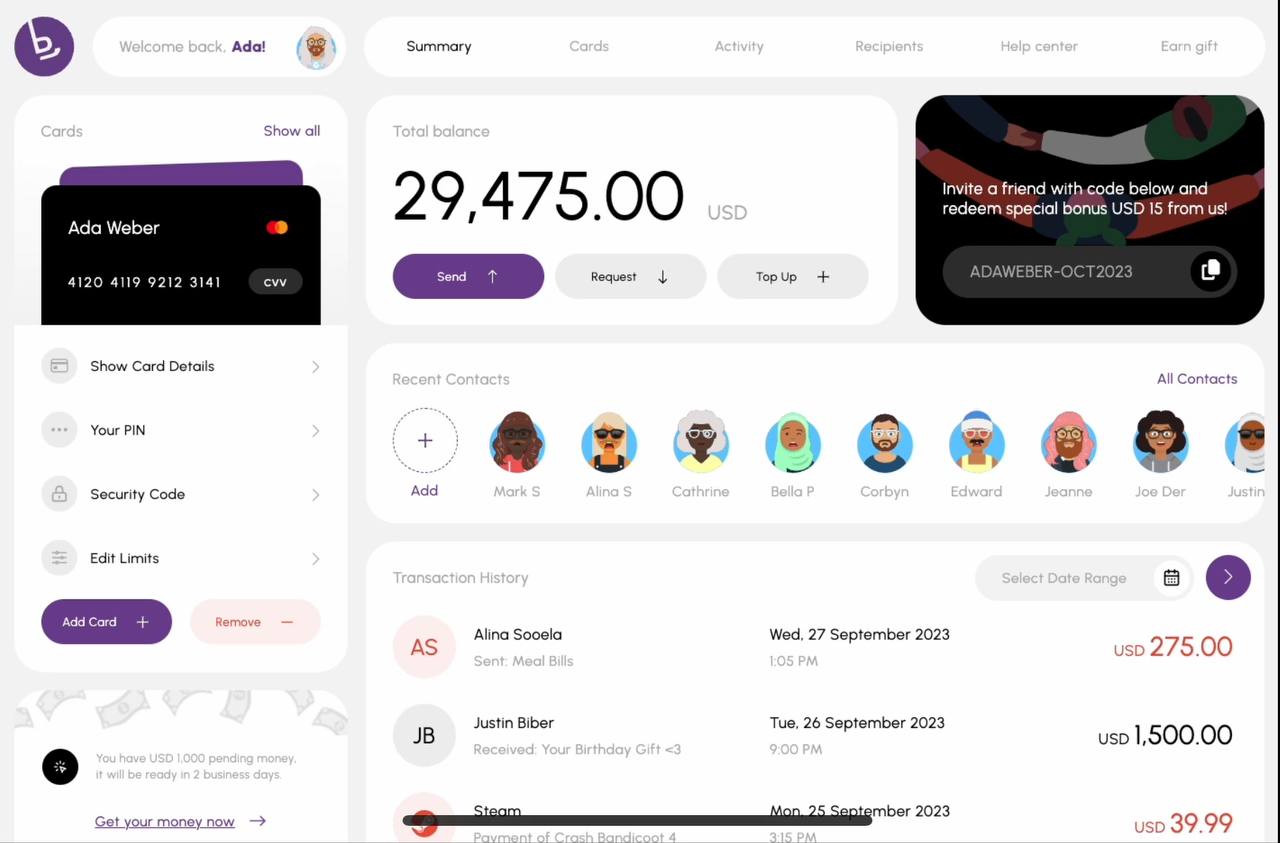 b
Welcome back, Ada!
Summary
Cards
Activity
Recipients
Help center
Earn gift
Cards
Show all
Ada Weber
4120 4119 9212 3141
CVV
Show Card Details
Your PIN
Security Code
Edit Limits
Add Card
Remove
You have USD 1,000 pending money,
it will be ready in 2 business days.
Get your money now
Total balance
29,475.00 USD
Send
Request
Top Up
Invite a friend with code below and
redeem special bonus USD 15 from us!
ADAWEBER-OCT2023
Recent Contacts
All Contacts
Add
Mark S
Alina S
Cathrine
Bella P
Corbyn
Edward
Jeanne
Joe Der
Justin
Transaction History
Select Date Range
AS
Alina Sooela
Sent: Meal Bills
Wed, 27 September 2023
1:05 PM
USD 275.00
JB
Justin Biber
Received: Your Birthday Gift <3
Tue, 26 September 2023
9:00 PM
USD 1,500.00
Steam
Payment of Crash Bandicoot 4
Mon, 25 September 2023
3:15 PM
USD 39.99